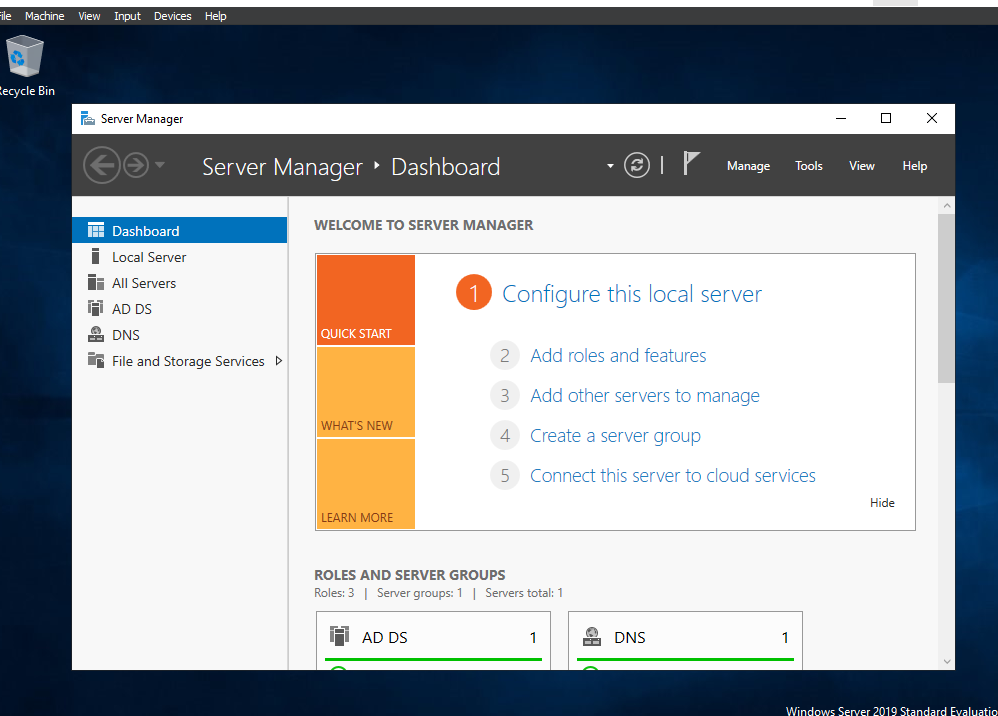 ile Machine View Input Devices Help
Recycle Bin
Server Manager
Server Manager Dashboard
Manage Tools View Help
Dashboard
Local Server
All Servers
AD DS
DNS
File and Storage Services
WELCOME TO SERVER MANAGER
QUICK START
WHAT'S NEW
LEARN MORE
1 Configure this local server
2 Add roles and features
3 Add other servers to manage
4 Create a server group
5 Connect this server to cloud services
Hide
ROLES AND SERVER GROUPS
Roles: 3 | Server groups: 1 | Servers total: 1
AD DS 1
DNS 1
Windows Server 2019 Standard Evaluatio